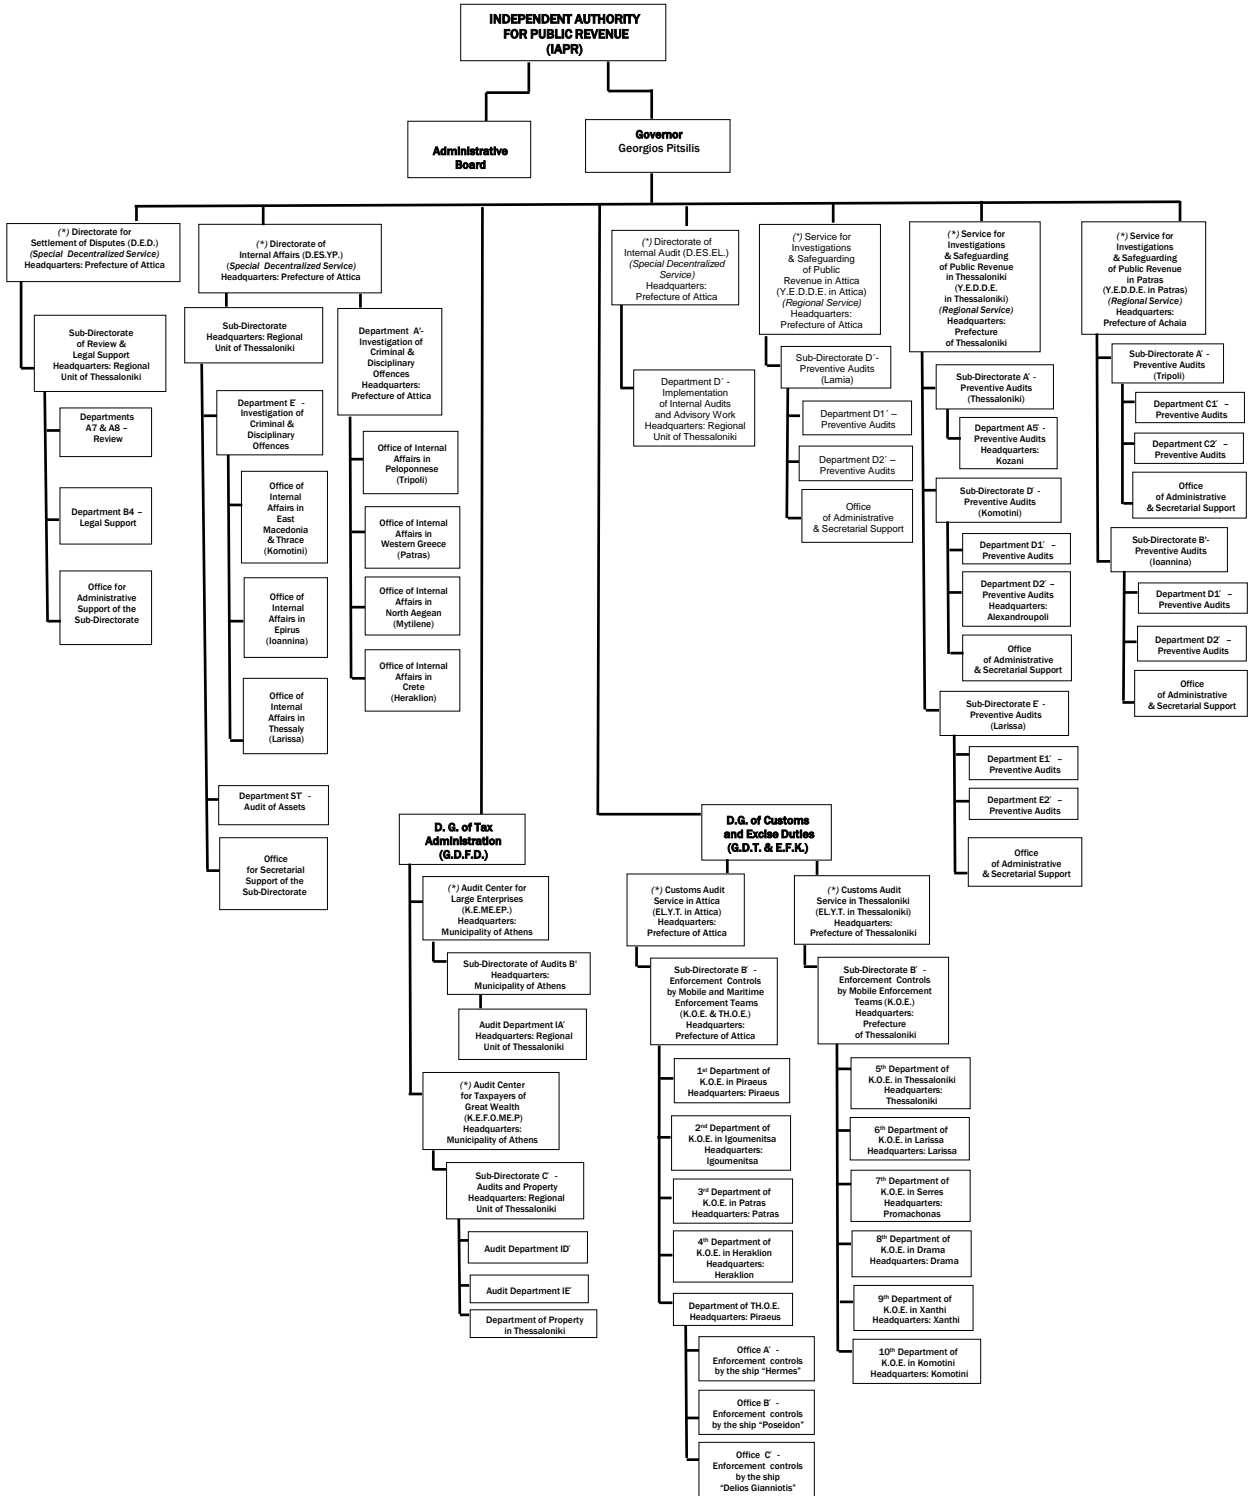 INDEPENDENT AUTHORITY
FOR PUBLIC REVENUE
(IAPR)
Administrative
Board
Governor
Georgios Pitsilis
(*) Directorate for
Settlement of Disputes (D.E.D.)
(Special Decentralized Service)
Headquarters: Prefecture of Attica
Sub-Directorate
of Review &
Legal Support
Headquarters: Regional
Unit of Thessaloniki
Departments
A7 & A8 –
Review
Department B4 –
Legal Support
Office for
Administrative
Support of the
Sub-Directorate
(*) Directorate of
Internal Affairs (D.ES.YP.)
(Special Decentralized Service)
Headquarters: Prefecture of Attica
Sub-Directorate
Headquarters: Regional
Unit of Thessaloniki
Department E' -
Investigation of
Criminal &
Disciplinary
Offences
Office of
Internal
Affairs in
East
Macedonia
& Thrace
(Komotini)
Office of
Internal
Affairs in
Epirus
(Ioannina)
Office of
Internal
Affairs in
Thessaly
(Larissa)
Department ST' -
Audit of Assets
Office
for Secretarial
Support of the
Sub-Directorate
Department A'-
Investigation of
Criminal &
Disciplinary
Offences
Headquarters:
Prefecture of Attica
Office of Internal
Affairs in
Peloponnese
(Tripoli)
Office of Internal
Affairs in
Western Greece
(Patras)
Office of Internal
Affairs in
North Aegean
(Mytilene)
Office of Internal
Affairs in
Crete
(Heraklion)
D. G. of Tax
Administration
(G.D.F.D.)
(*) Audit Center for
Large Enterprises
(K.E.ME.EP.)
Headquarters:
Municipality of Athens
Sub-Directorate of Audits B'
Headquarters:
Municipality of Athens
Audit Department IA'
Headquarters: Regional
Unit of Thessaloniki
(*) Audit Center
for Taxpayers of
Great Wealth
(K.E.F.O.ME.P)
Headquarters:
Municipality of Athens
Sub-Directorate C' -
Audits and Property
Headquarters: Regional
Unit of Thessaloniki
Audit Department ID'
Audit Department IE'
Department of Property
in Thessaloniki
D.G. of Customs
and Excise Duties
(G.D.T. & E.F.K.)
(*) Customs Audit
Service in Attica
(EL.Y.T. in Attica)
Headquarters:
Prefecture of Attica
Sub-Directorate B' -
Enforcement Controls
by Mobile and Maritime
Enforcement Teams
(K.O.E. & TH.O.E.)
Headquarters:
Prefecture of Attica
1st Department of
K.O.E. in Piraeus
Headquarters: Piraeus
2nd Department of
K.O.E. in Igoumenitsa
Headquarters:
Igoumenitsa
3rd Department of
K.O.E. in Patras
Headquarters: Patras
4th Department of
K.O.E. in Heraklion
Headquarters:
Heraklion
Department of TH.O.E.
Headquarters: Piraeus
Office A' -
Enforcement controls
by the ship "Hermes"
Office B' -
Enforcement controls
by the ship "Poseidon"
Office C' -
Enforcement controls
by the ship
"Delios Gianniotis"
(*) Customs Audit
Service in Thessaloniki
(EL.Y.T. in Thessaloniki)
Headquarters:
Prefecture of Thessaloniki
Sub-Directorate B' -
Enforcement Controls
by Mobile Enforcement
Teams (K.O.E.)
Headquarters:
Prefecture
of Thessaloniki
5th Department of
K.O.E. in Thessaloniki
Headquarters:
Thessaloniki
6th Department of
K.O.E. in Larissa
Headquarters: Larissa
7th Department of
K.O.E. in Serres
Headquarters:
Promachonas
8th Department of
K.O.E. in Drama
Headquarters: Drama
9th Department of
K.O.E. in Xanthi
Headquarters: Xanthi
10th Department of
K.O.E. in Komotini
Headquarters: Komotini
(*) Directorate of
Internal Audit (D.ES.EL.)
(Special Decentralized
Service)
Headquarters:
Prefecture of Attica
Department D' -
Implementation
of Internal Audits
and Advisory Work
Headquarters: Regional
Unit of Thessaloniki
(*) Service for
Investigations
& Safeguarding
of Public
Revenue in Attica
(Y.E.D.D.E. in Attica)
(Regional Service)
Headquarters:
Prefecture of Attica
Sub-Directorate D'-
Preventive Audits
(Lamia)
Department D1' –
Preventive Audits
Department D2' –
Preventive Audits
Office
of Administrative
& Secretarial Support
(*) Service for
Investigations
& Safeguarding
of Public Revenue
in Thessaloniki
(Y.E.D.D.E.
in Thessaloniki)
(Regional Service)
Headquarters:
Prefecture
of Thessaloniki
Sub-Directorate A' -
Preventive Audits
(Thessaloniki)
Department A5' -
Preventive Audits
Headquarters:
Kozani
Sub-Directorate D' -
Preventive Audits
(Komotini)
Department D1' –
Preventive Audits
Department D2' –
Preventive Audits
Headquarters:
Alexandroupoli
Office
of Administrative
& Secretarial Support
Sub-Directorate E' -
Preventive Audits
(Larissa)
Department E1' –
Preventive Audits
Department E2' –
Preventive Audits
Office
of Administrative
& Secretarial Support
(*) Service for
Investigations
& Safeguarding
of Public Revenue
in Patras
(Y.E.D.D.E. in Patras)
(Regional Service)
Headquarters:
Prefecture of Achaia
Sub-Directorate A' -
Preventive Audits
(Tripoli)
Department C1' –
Preventive Audits
Department C2' –
Preventive Audits
Office
of Administrative
& Secretarial Support
Sub-Directorate B'-
Preventive Audits
(Ioannina)
Department D1' –
Preventive Audits
Department D2' –
Preventive Audits
Office
of Administrative
& Secretarial Support